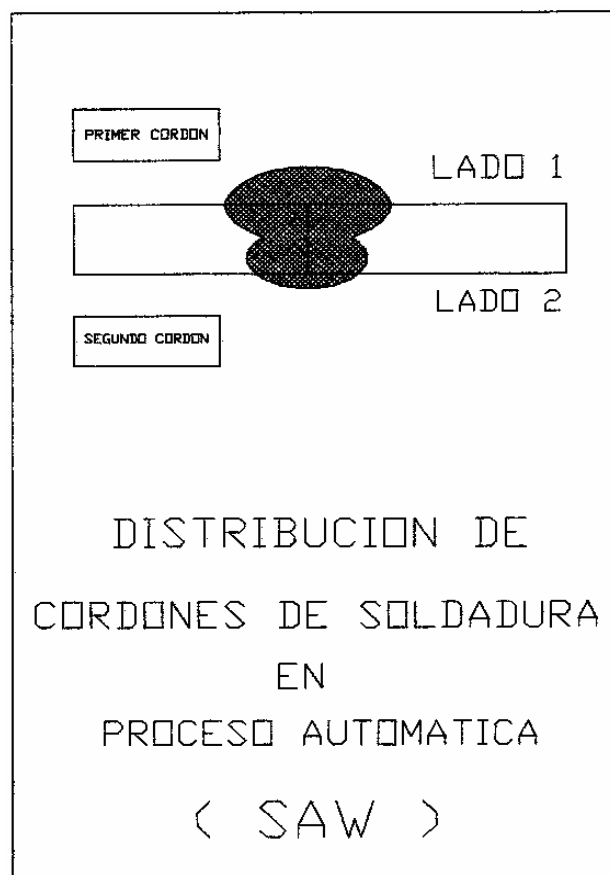 PRIMER CORDON
LADO 1
LADO 2
SEGUNDO CORDON
DISTRIBUCION DE
CORDONES DE SOLDADURA
EN
PROCESO AUTOMATICA
( SAW )